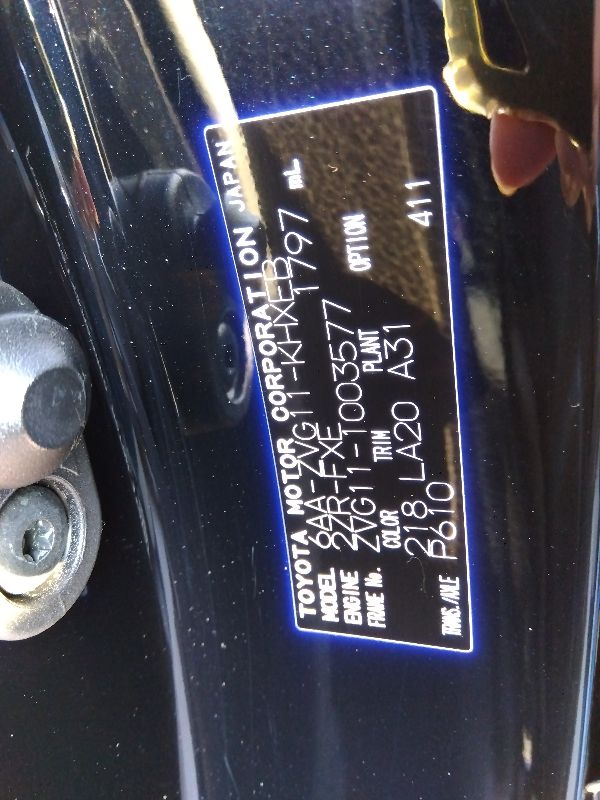 TOYOTA MOTOR CORPORATION JAPAN
MODEL 6AA-ZVG11-KHXEB
ENGINE 2ZR-FXE 1797 mL
FRAME No. ZVG11-1003577
COLOR TRIM PLANT OPTION
218 LA20 A31 411
TRANS./AXLE P610